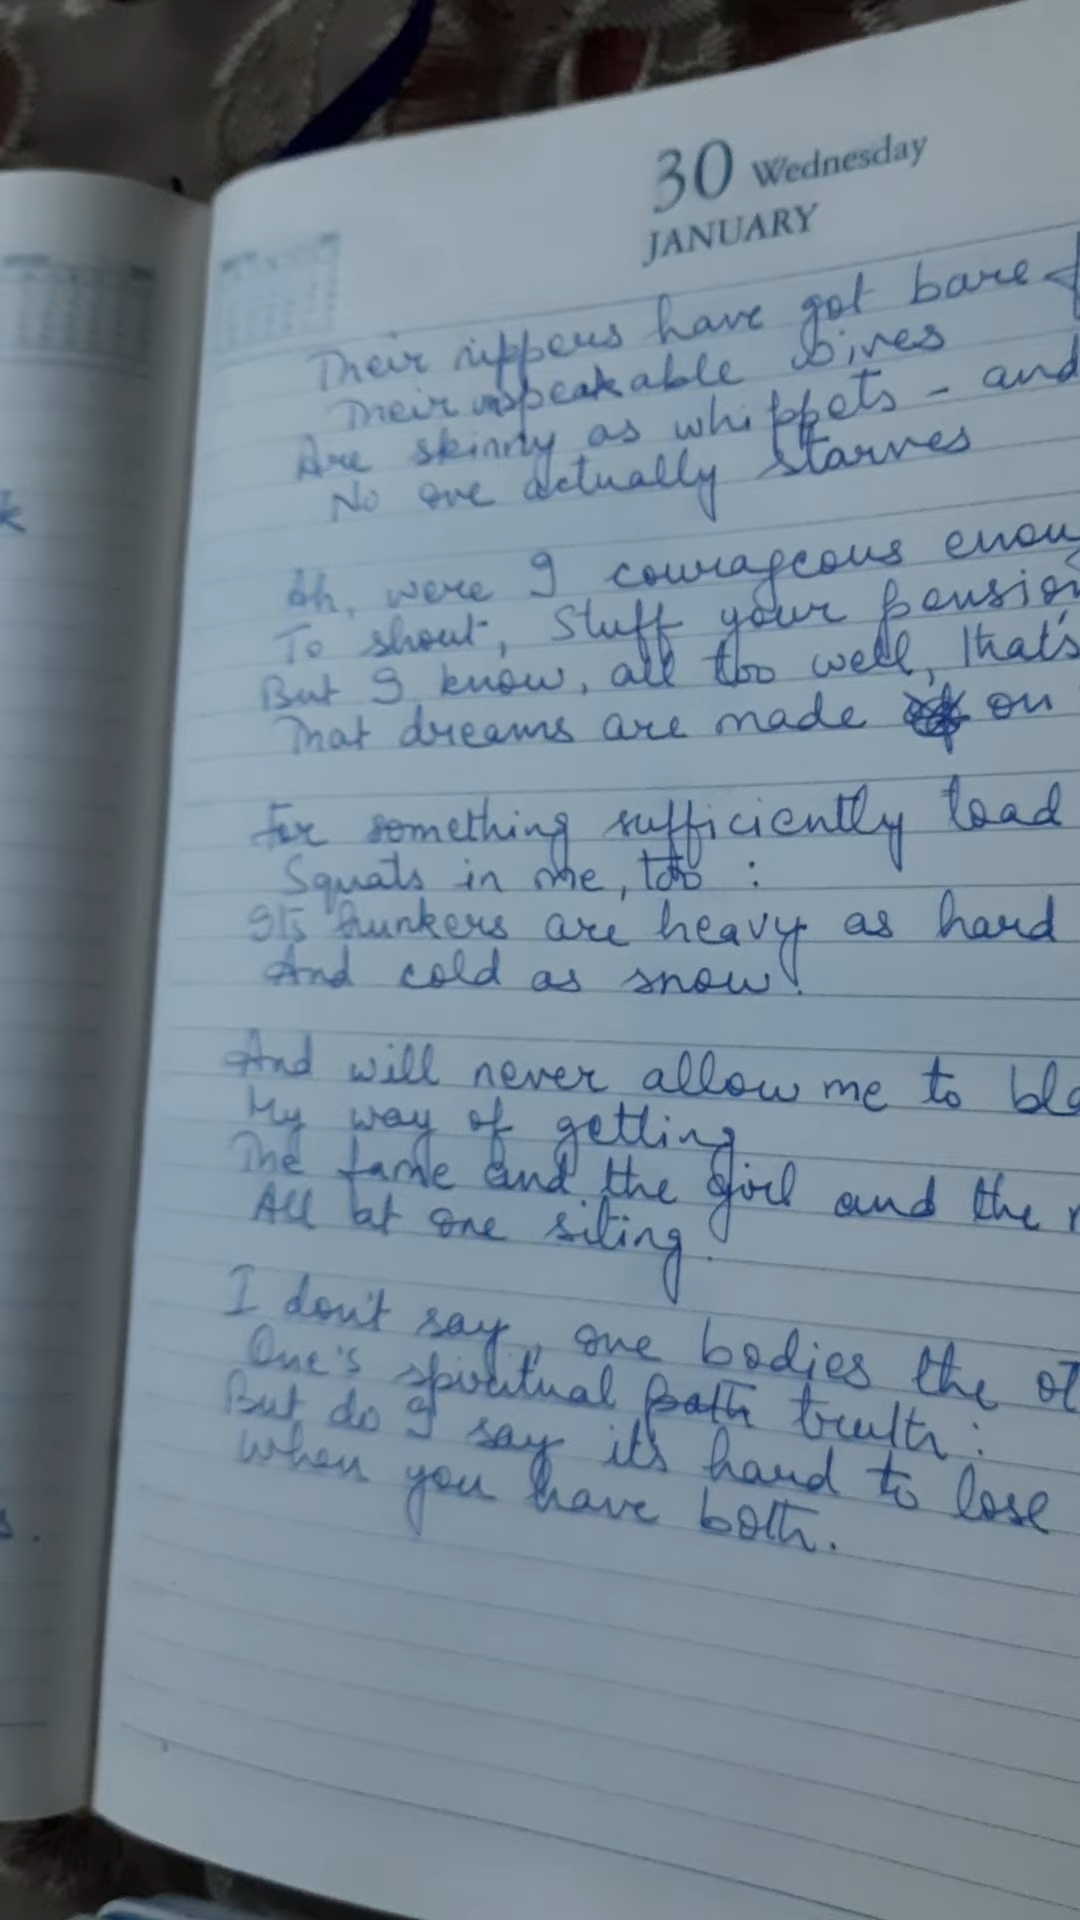 30 Wednesday
JANUARY
Their nippers have got bare-f
Their unspeakable wives
Are skinny as whippets - and
No one actually starves
Ah, were I courageous enou
To shout, Stuff your pension
But I know, all too well, that's
That dreams are made on
For something sufficiently toad
Squats in me, too :
Its hunkers are heavy as hard
And cold as snow.
And will never allow me to bla
My way of getting
The fame and the girl and the
All at one siting.
I don't say, one bodies the ot
One's spiritual path truth :
But do I say it's hard to lose
When you have both.